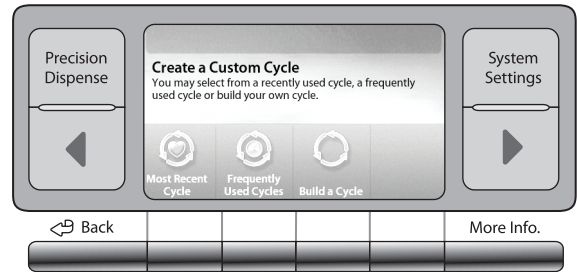 Precision
Dispense
Create a Custom Cycle
You may select from a recently used cycle, a frequently
used cycle or build your own cycle.
System
Settings
Most Recent
Cycle
Frequently
Used Cycles
Build a Cycle
Back
More Info.